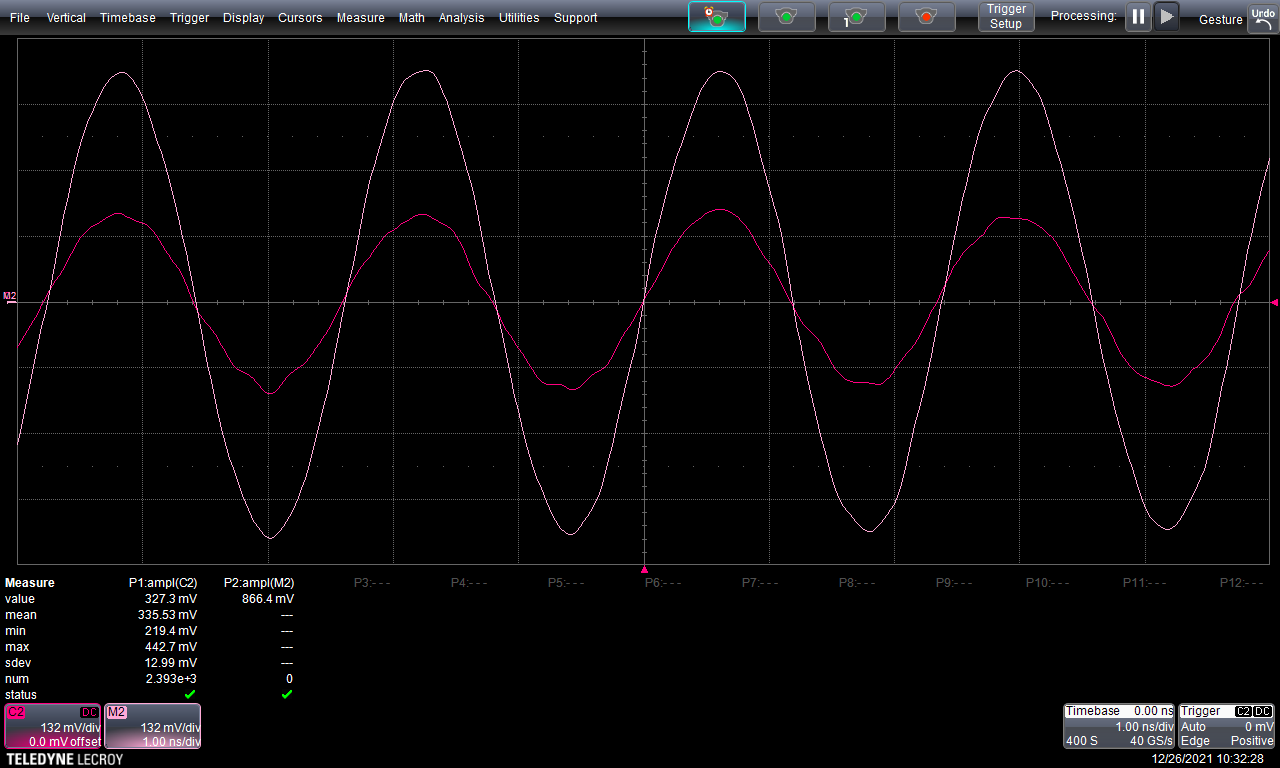 File Vertical Timebase Trigger Display Cursors Measure Math Analysis Utilities Support 1 Trigger Setup Processing: Gesture Undo
M2
Measure P1:ampl(C2) P2:ampl(M2) P3:--- P4:--- P5:--- P6:--- P7:--- P8:--- P9:--- P10:--- P11:--- P12:---
value 327.3 mV 866.4 mV
mean 335.53 mV ---
min 219.4 mV ---
max 442.7 mV ---
sdev 12.99 mV ---
num 2.393e+3 0
status
C2 DC M2 Timebase 0.00 ns Trigger C2 DC
132 mV/div 132 mV/div 1.00 ns/div Auto 0 mV
0.0 mV offset 1.00 ns/div 400 S 40 GS/s Edge Positive
TELEDYNE LECROY 12/26/2021 10:32:28